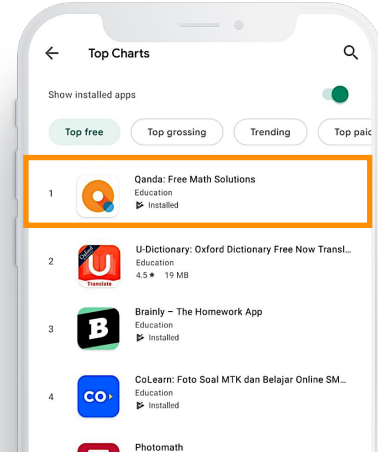 Top Charts
Show installed apps
Top free
Top grossing
Trending
Top paid
1
Qanda: Free Math Solutions
Education
Installed
2
Oxford
U
Translate
U-Dictionary: Oxford Dictionary Free Now Transl...
Education
4.5★ 19 MB
3
B
Brainly – The Homework App
Education
Installed
4
CO
CoLearn: Foto Soal MTK dan Belajar Online SM...
Education
Installed
Photomath